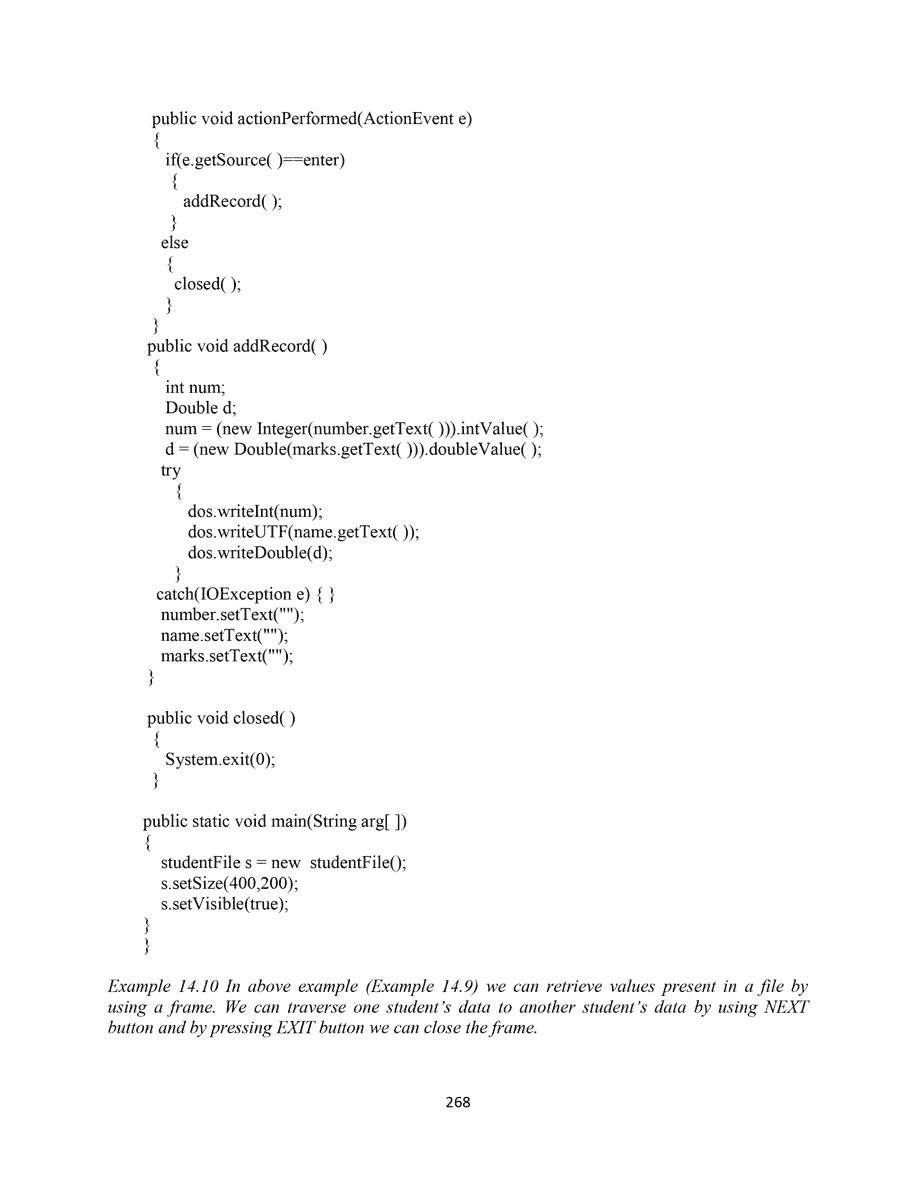 public void actionPerformed(ActionEvent e)
{
if(e.getSource( )==enter)
{
addRecord( );
}
else
{
closed( );
}
}
public void addRecord( )
{
int num;
Double d;
num = (new Integer(number.getText( ))).intValue( );
d = (new Double(marks.getText( ))).doubleValue( );
try
{
dos.writeInt(num);
dos.writeUTF(name.getText( ));
dos.writeDouble(d);
}
catch(IOException e) { }
number.setText("");
name.setText("");
marks.setText("");
}
public void closed( )
{
System.exit(0);
}
public static void main(String arg[ ])
{
studentFile s = new  studentFile();
s.setSize(400,200);
s.setVisible(true);
}
}
Example 14.10 In above example (Example 14.9) we can retrieve values present in a file by
using a frame. We can traverse one student’s data to another student’s data by using NEXT
button and by pressing EXIT button we can close the frame.
268